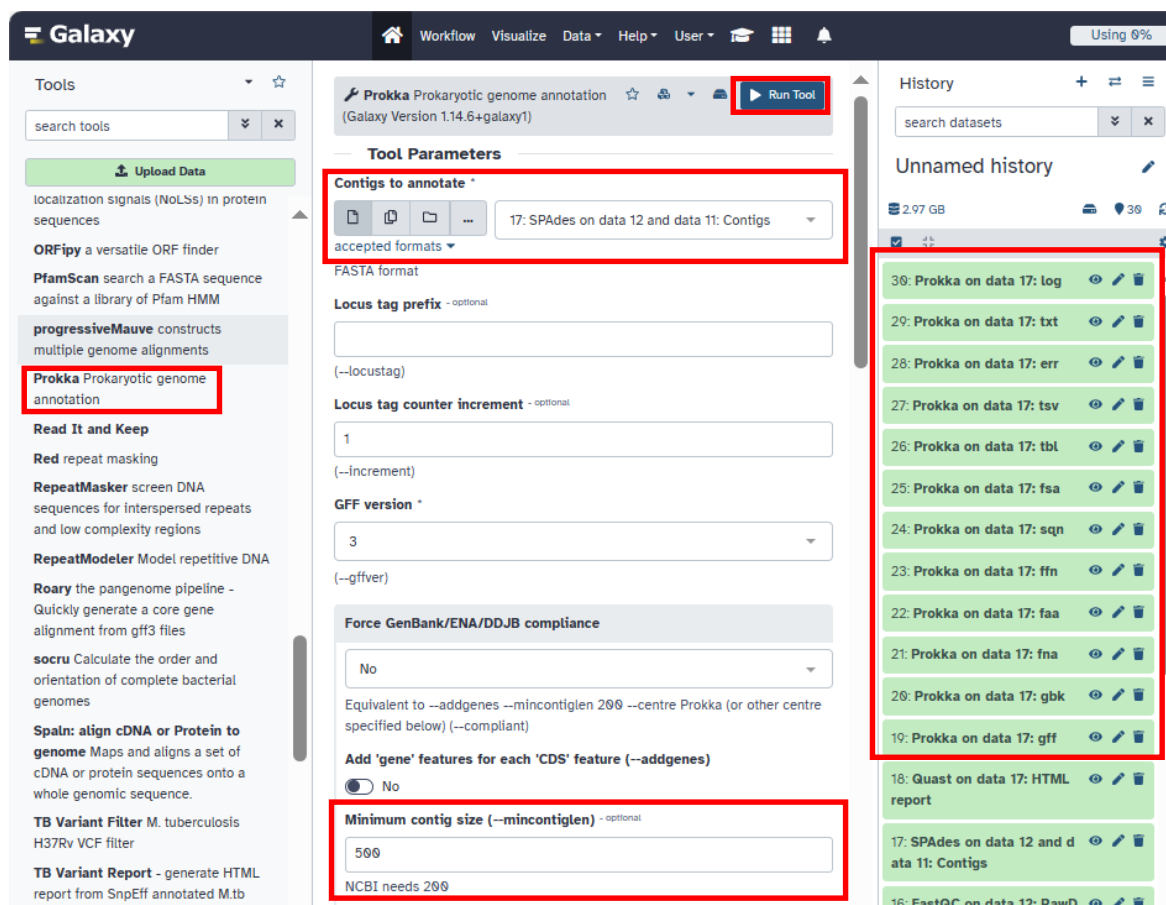 Galaxy
Workflow Visualize Data Help User
Using 0%
Tools
search tools
Upload Data
localization signals (NoLSs) in protein
sequences
ORFipy a versatile ORF finder
PfamScan search a FASTA sequence
against a library of Pfam HMM
progressiveMauve constructs
multiple genome alignments
Prokka Prokaryotic genome
annotation
Read It and Keep
Red repeat masking
RepeatMasker screen DNA
sequences for interspersed repeats
and low complexity regions
RepeatModeler Model repetitive DNA
Roary the pangenome pipeline -
Quickly generate a core gene
alignment from gff3 files
socru Calculate the order and
orientation of complete bacterial
genomes
Spaln: align cDNA or Protein to
genome Maps and aligns a set of
cDNA or protein sequences onto a
whole genomic sequence.
TB Variant Filter M. tuberculosis
H37Rv VCF filter
TB Variant Report - generate HTML
report from SnpEff annotated M.tb
Prokka Prokaryotic genome annotation
(Galaxy Version 1.14.6+galaxy1)
Run Tool
Tool Parameters
Contigs to annotate *
...
17: SPAdes on data 12 and data 11: Contigs
accepted formats
FASTA format
Locus tag prefix - optional
(--locustag)
Locus tag counter increment - optional
1
(--increment)
GFF version *
3
(--gffver)
Force GenBank/ENA/DDJB compliance
No
Equivalent to --addgenes --mincontiglen 200 --centre Prokka (or other centre
specified below) (--compliant)
Add 'gene' features for each 'CDS' feature (--addgenes)
No
Minimum contig size (--mincontiglen) - optional
500
NCBI needs 200
History
search datasets
Unnamed history
2.97 GB
30
30: Prokka on data 17: log
29: Prokka on data 17: txt
28: Prokka on data 17: err
27: Prokka on data 17: tsv
26: Prokka on data 17: tbl
25: Prokka on data 17: fsa
24: Prokka on data 17: sqn
23: Prokka on data 17: ffn
22: Prokka on data 17: faa
21: Prokka on data 17: fna
20: Prokka on data 17: gbk
19: Prokka on data 17: gff
18: Quast on data 17: HTML
report
17: SPAdes on data 12 and d
ata 11: Contigs
16: FastQC on data 12: RawD